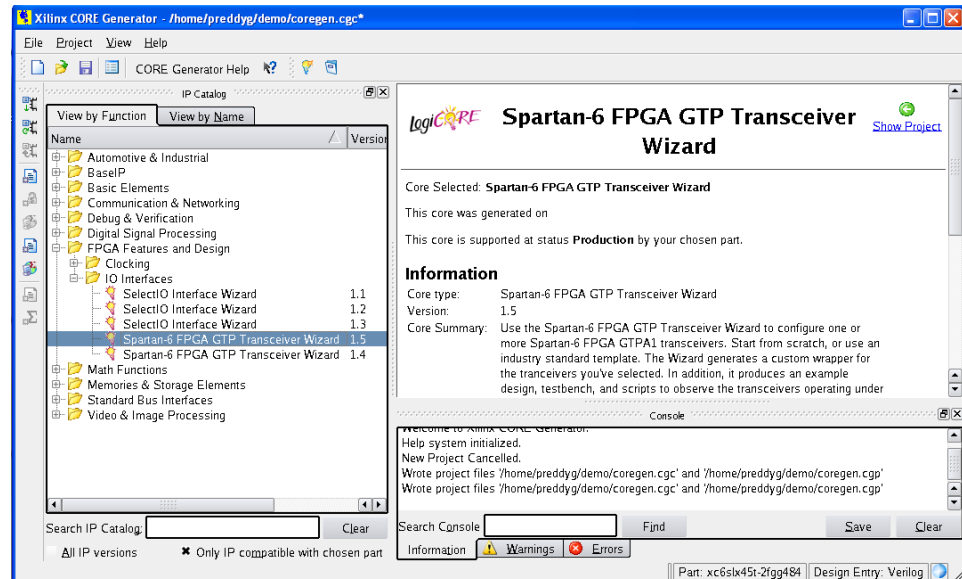 Xilinx CORE Generator - /home/preddyg/demo/coregen.cgc*
File Project View Help
CORE Generator Help
IP Catalog
View by Function View by Name
Name Version
Automotive & Industrial
BaseIP
Basic Elements
Communication & Networking
Debug & Verification
Digital Signal Processing
FPGA Features and Design
Clocking
IO Interfaces
SelectIO Interface Wizard 1.1
SelectIO Interface Wizard 1.2
SelectIO Interface Wizard 1.3
Spartan-6 FPGA GTP Transceiver Wizard 1.5
Spartan-6 FPGA GTP Transceiver Wizard 1.4
Math Functions
Memories & Storage Elements
Standard Bus Interfaces
Video & Image Processing
Search IP Catalog: Clear
All IP versions Only IP compatible with chosen part
logiCORE
Spartan-6 FPGA GTP Transceiver
Wizard
Show Project
Core Selected: Spartan-6 FPGA GTP Transceiver Wizard
This core was generated on
This core is supported at status Production by your chosen part.
Information
Core type: Spartan-6 FPGA GTP Transceiver Wizard
Version: 1.5
Core Summary: Use the Spartan-6 FPGA GTP Transceiver Wizard to configure one or
more Spartan-6 FPGA GTPA1 transceivers. Start from scratch, or use an
industry standard template. The Wizard generates a custom wrapper for
the tranceivers you've selected. In addition, it produces an example
design, testbench, and scripts to observe the transceivers operating under
Console
Welcome to Xilinx CORE Generator.
Help system initialized.
New Project Cancelled.
Wrote project files '/home/preddyg/demo/coregen.cgc' and '/home/preddyg/demo/coregen.cgp'
Wrote project files '/home/preddyg/demo/coregen.cgc' and '/home/preddyg/demo/coregen.cgp'
Search Console Find Save Clear
Information Warnings Errors
Part: xc6slx45t-2fgg484 Design Entry: Verilog